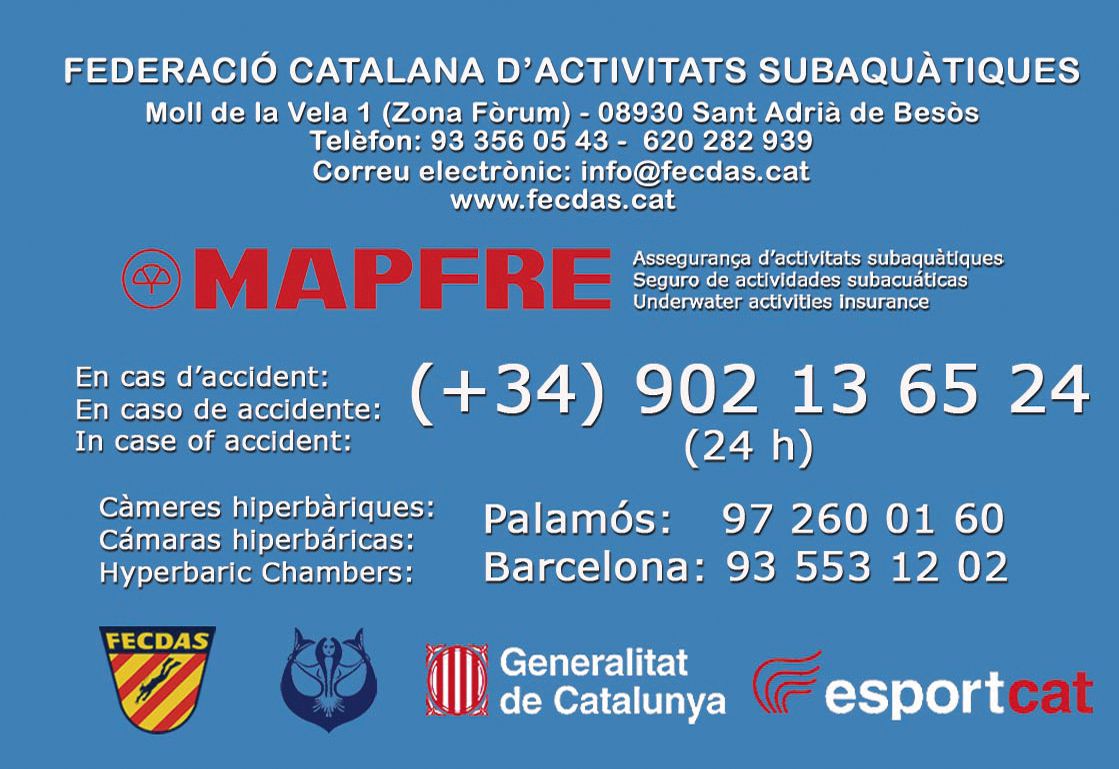 FEDERACIÓ CATALANA D'ACTIVITATS SUBAQUÀTIQUES
Moll de la Vela 1 (Zona Fòrum) - 08930 Sant Adrià de Besòs
Telèfon: 93 356 05 43 - 620 282 939
Correu electrònic: info@fecdas.cat
www.fecdas.cat
MAPFRE
Assegurança d'activitats subaquàtiques
Seguro de actividades subacuáticas
Underwater activities insurance
En cas d'accident:
En caso de accidente:
In case of accident:
(+34) 902 13 65 24
(24 h)
Càmeres hiperbàriques:
Cámaras hiperbáricas:
Hyperbaric Chambers:
Palamós: 97 260 01 60
Barcelona: 93 553 12 02
FECDAS
Generalitat
de Catalunya
esportcat